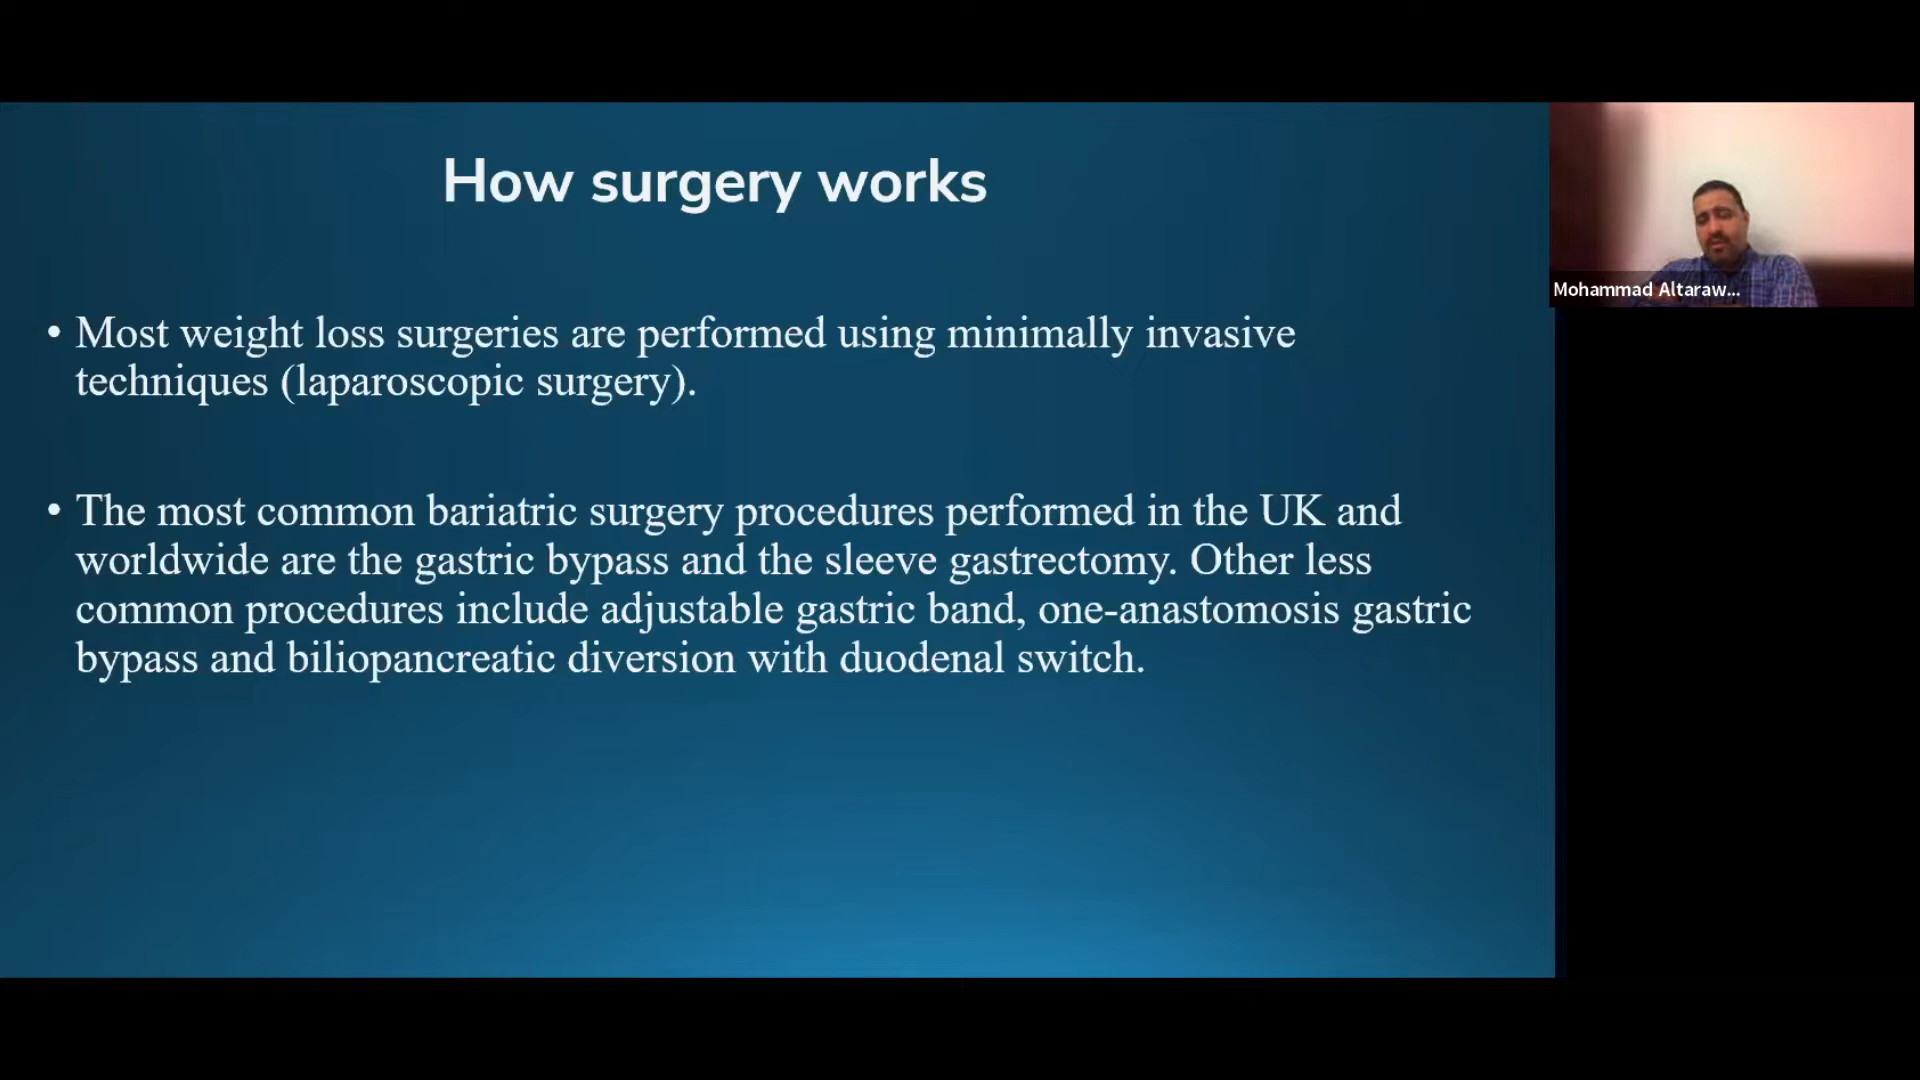 How surgery works
• Most weight loss surgeries are performed using minimally invasive
techniques (laparoscopic surgery).
• The most common bariatric surgery procedures performed in the UK and
worldwide are the gastric bypass and the sleeve gastrectomy. Other less
common procedures include adjustable gastric band, one-anastomosis gastric
bypass and biliopancreatic diversion with duodenal switch.
Mohammad Altaraw...